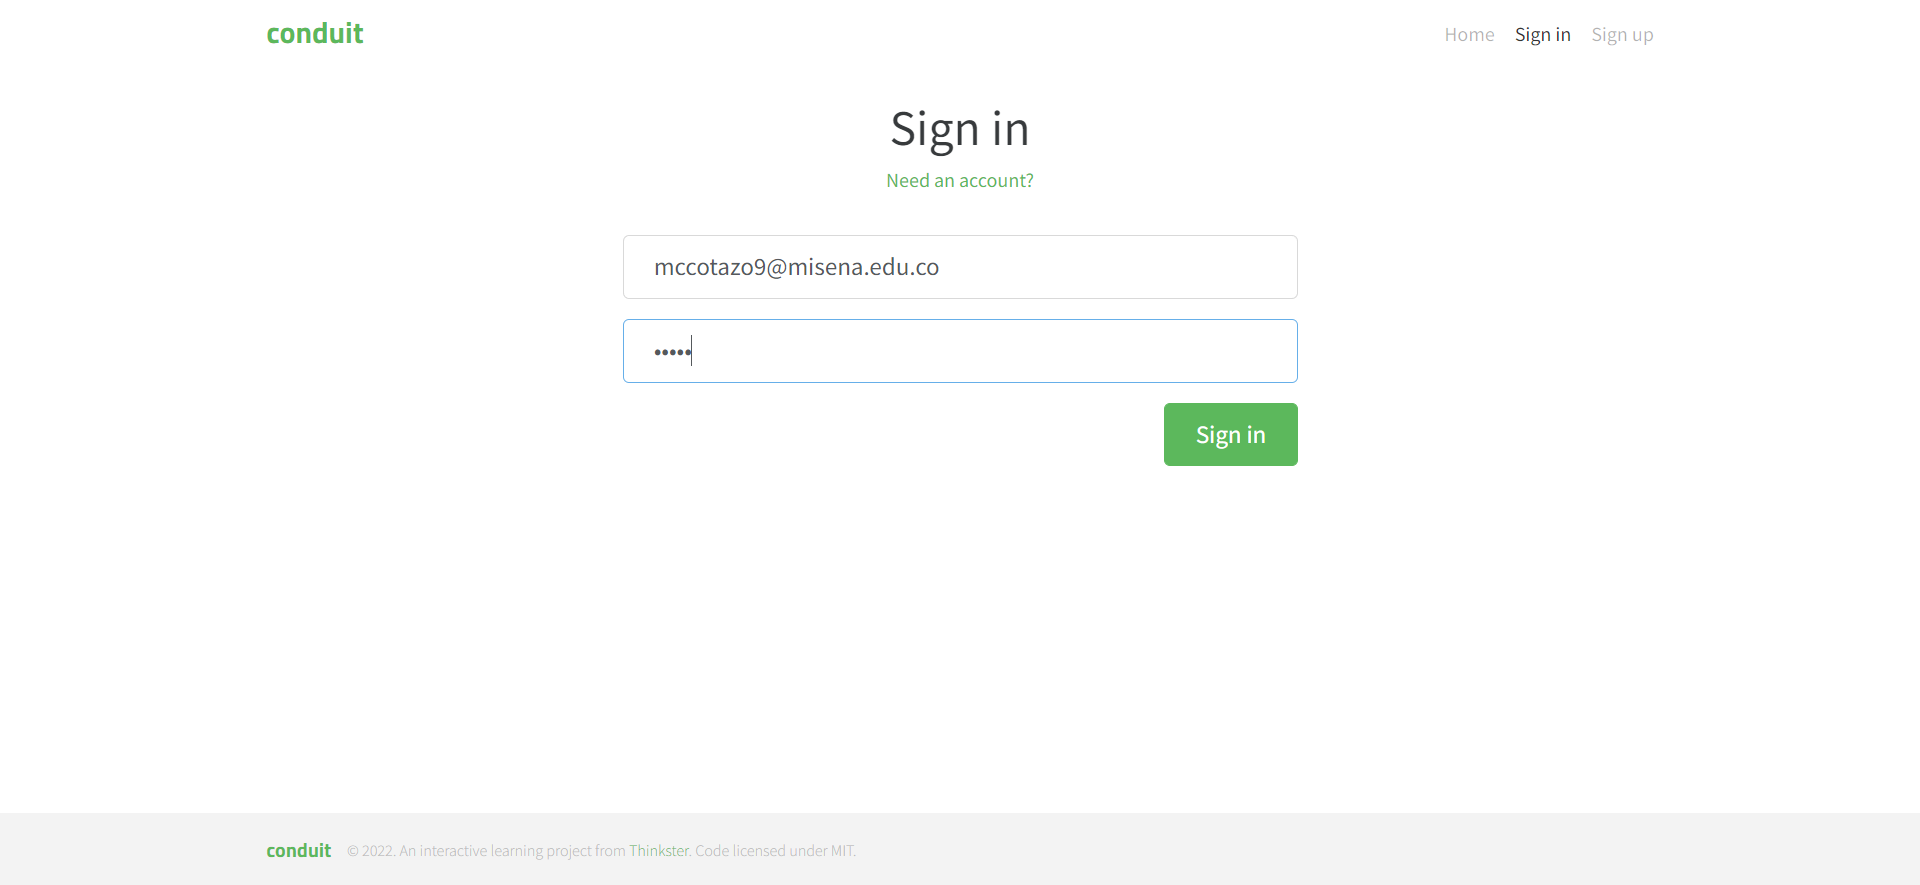 conduit
Home Sign in Sign up
Sign in
Need an account?
mccotazo9@misena.edu.co
•••••
Sign in
conduit © 2022. An interactive learning project from Thinkster. Code licensed under MIT.